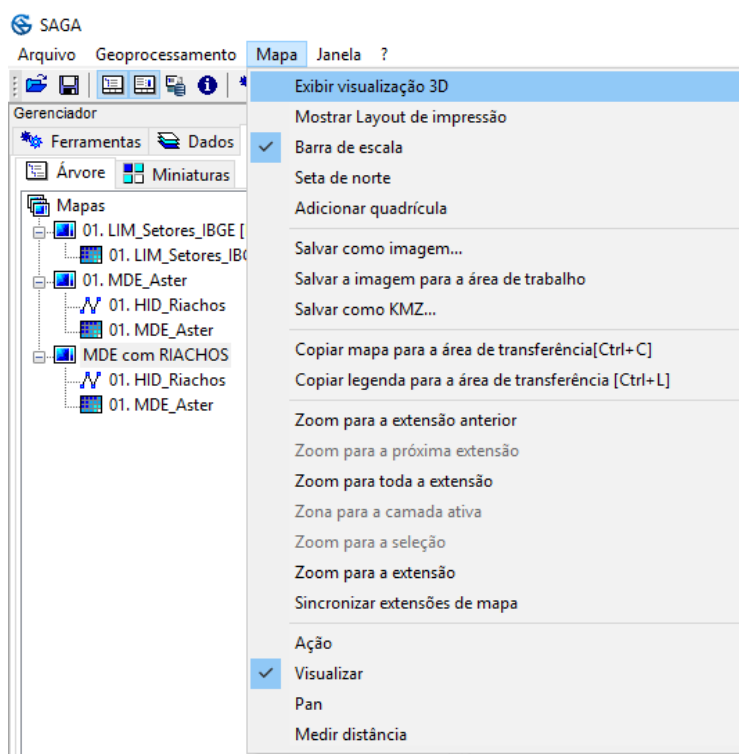 SAGA
Arquivo Geoprocessamento Mapa Janela ?
Gerenciador
Ferramentas Dados
Árvore Miniaturas
Mapas
01. LIM_Setores_IBGE [
01. LIM_Setores_IBG
01. MDE_Aster
01. HID_Riachos
01. MDE_Aster
MDE com RIACHOS
01. HID_Riachos
01. MDE_Aster
Exibir visualização 3D
Mostrar Layout de impressão
Barra de escala
Seta de norte
Adicionar quadrícula
Salvar como imagem...
Salvar a imagem para a área de trabalho
Salvar como KMZ...
Copiar mapa para a área de transferência[Ctrl+C]
Copiar legenda para a área de transferência [Ctrl+L]
Zoom para a extensão anterior
Zoom para a próxima extensão
Zoom para toda a extensão
Zona para a camada ativa
Zoom para a seleção
Zoom para a extensão
Sincronizar extensões de mapa
Ação
Visualizar
Pan
Medir distância